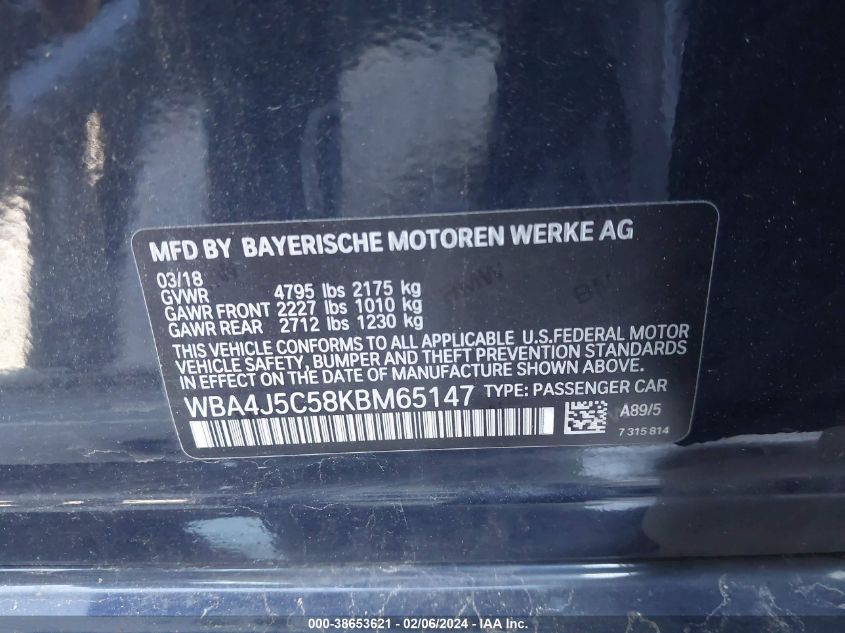 MFD BY BAYERISCHE MOTOREN WERKE AG
03/18
GVWR 4795 lbs 2175 kg
GAWR FRONT 2227 lbs 1010 kg
GAWR REAR 2712 lbs 1230 kg
THIS VEHICLE CONFORMS TO ALL APPLICABLE U.S.FEDERAL MOTOR
VEHICLE SAFETY, BUMPER AND THEFT PREVENTION STANDARDS
IN EFFECT ON THE DATE OF MANUFACTURE SHOWN ABOVE.
WBA4J5C58KBM65147 TYPE: PASSENGER CAR
A89/5
7 315 814
000-38653621 - 02/06/2024 - IAA Inc.